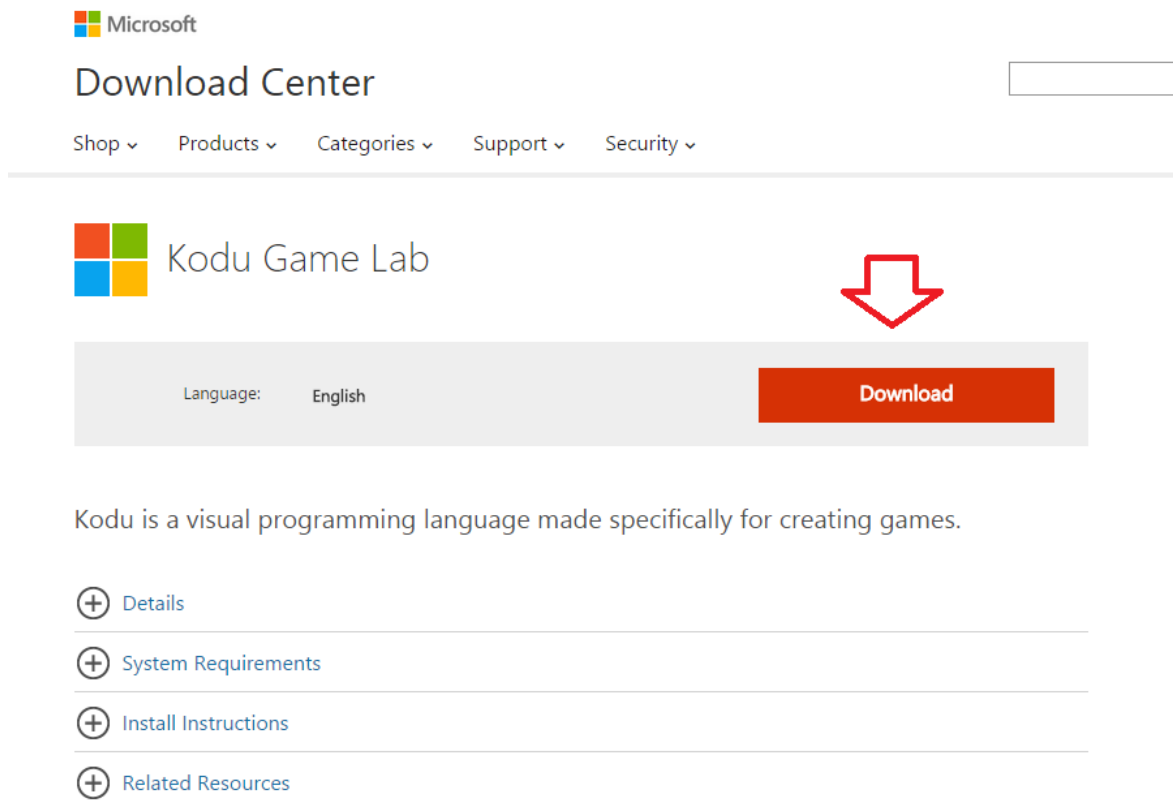 Microsoft
Download Center
Shop Products Categories Support Security
Kodu Game Lab
Language: English Download
Kodu is a visual programming language made specifically for creating games.
Details
System Requirements
Install Instructions
Related Resources